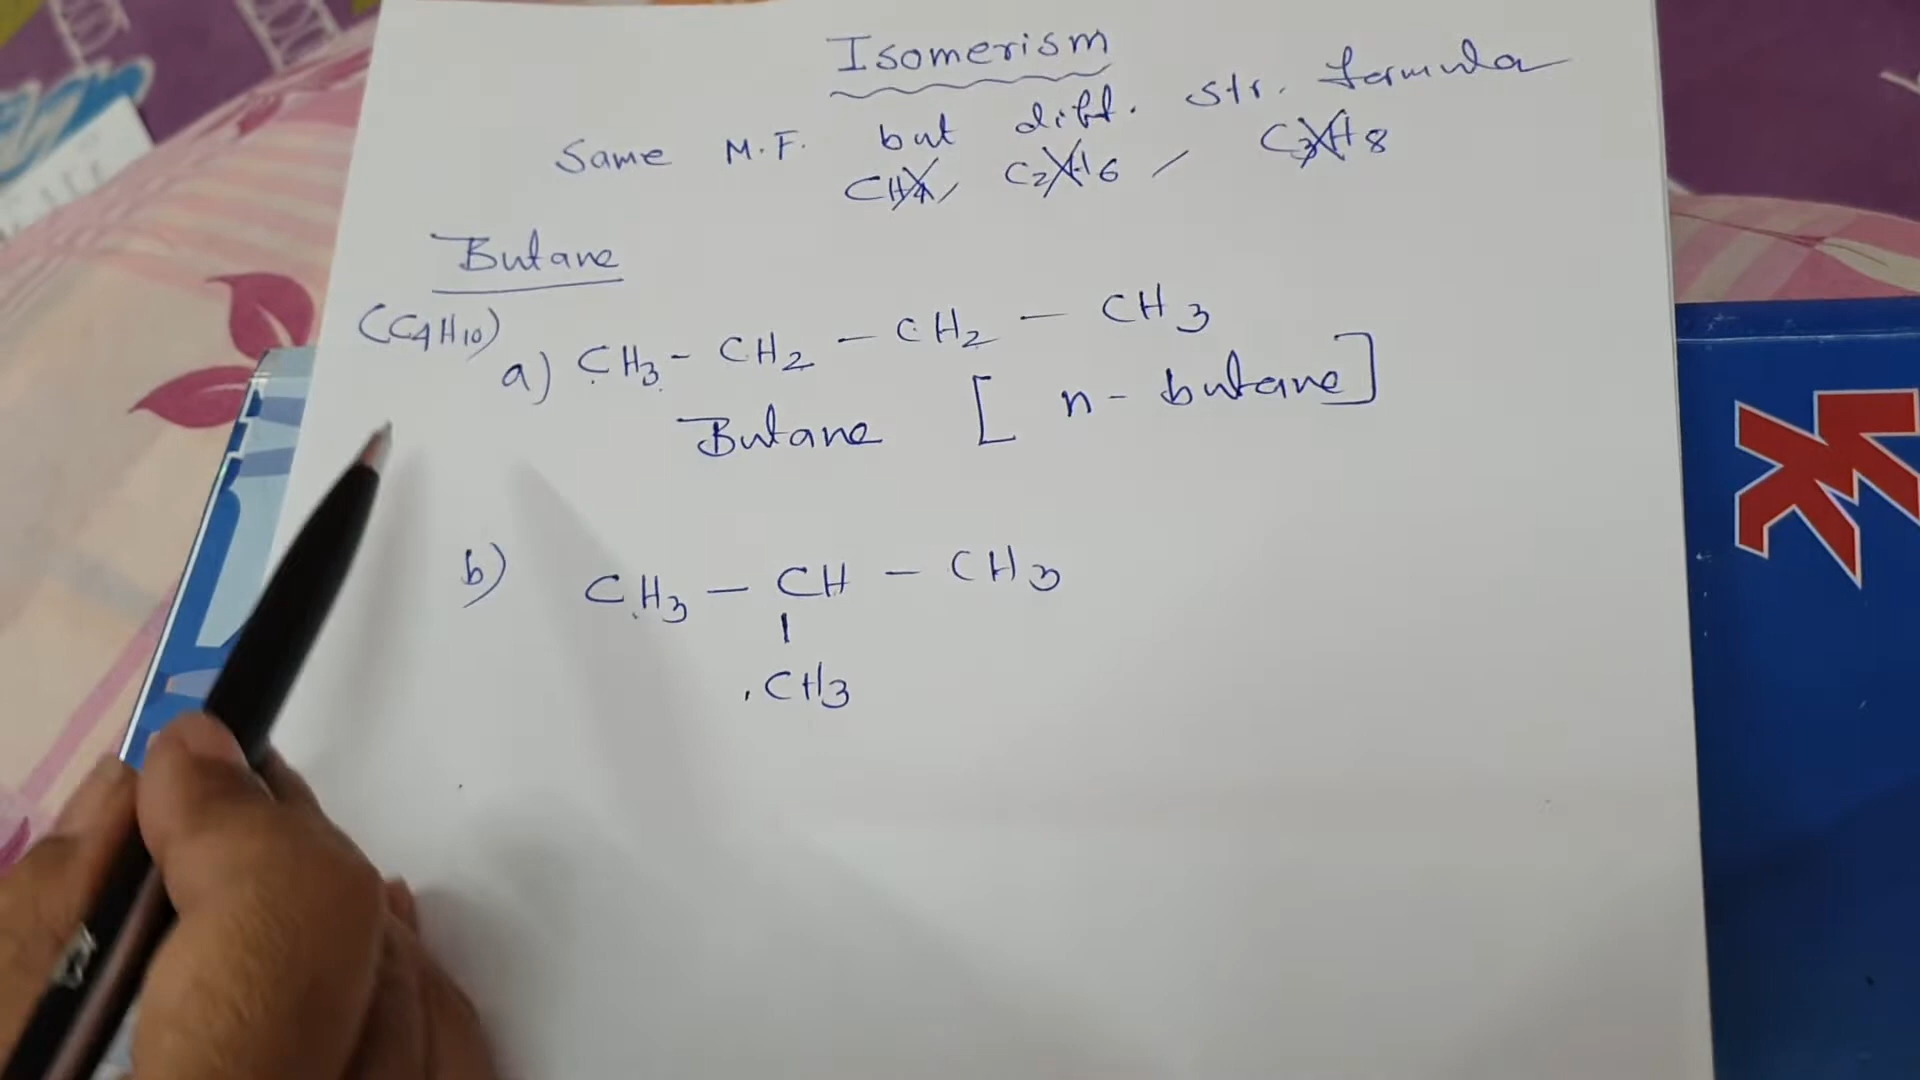 Isomerism
Same M.F. but diff. str. formula
CH4, C2H6, C3H8
Butane
(C4H10)
a) CH3 - CH2 - CH2 - CH3
Butane [n-butane]
b) CH3 - CH - CH3
|
CH3